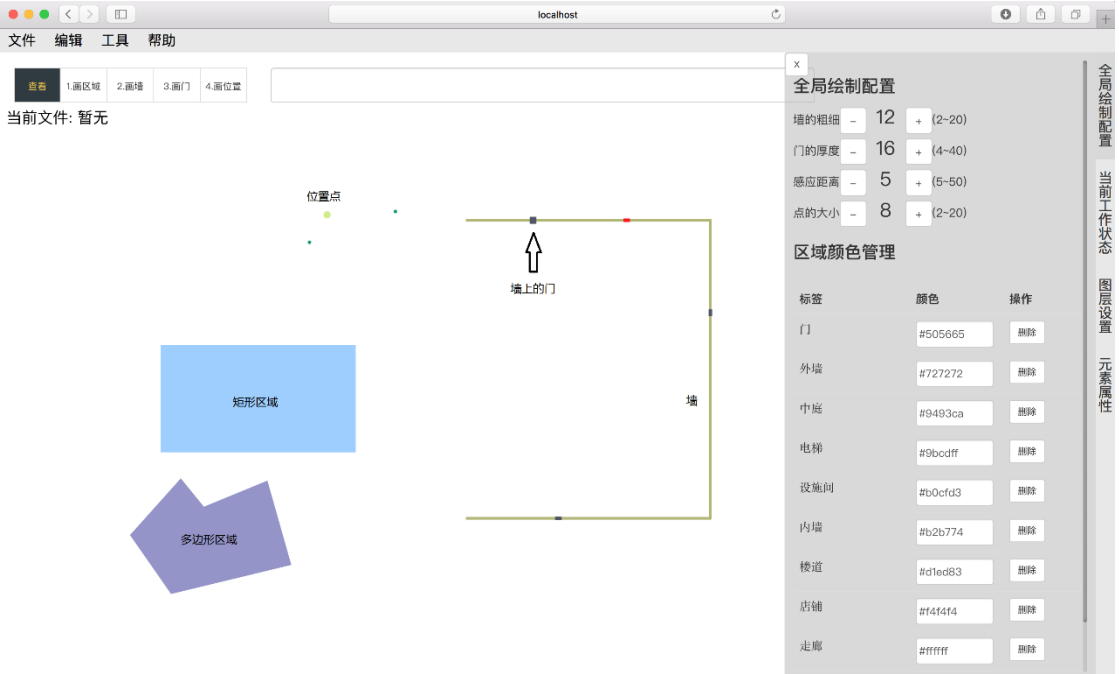 localhost
文件 编辑 工具 帮助
查看 1.画区域 2.画墙 3.画门 4.画位置
当前文件: 暂无
位置点
墙上的门
墙
矩形区域
多边形区域
x
全局绘制配置
墙的粗细 - 12 + (2~20)
门的厚度 - 16 + (4~40)
感应距离 - 5 + (5~50)
点的大小 - 8 + (2~20)
区域颜色管理
标签 颜色 操作
门 #505665 删除
外墙 #727272 删除
中庭 #9493ca 删除
电梯 #9bcdff 删除
设施间 #b0cfd3 删除
内墙 #b2b774 删除
楼道 #d1ed83 删除
店铺 #f4f4f4 删除
走廊 #ffffff 删除
全局绘制配置
当前工作状态
图层设置
元素属性